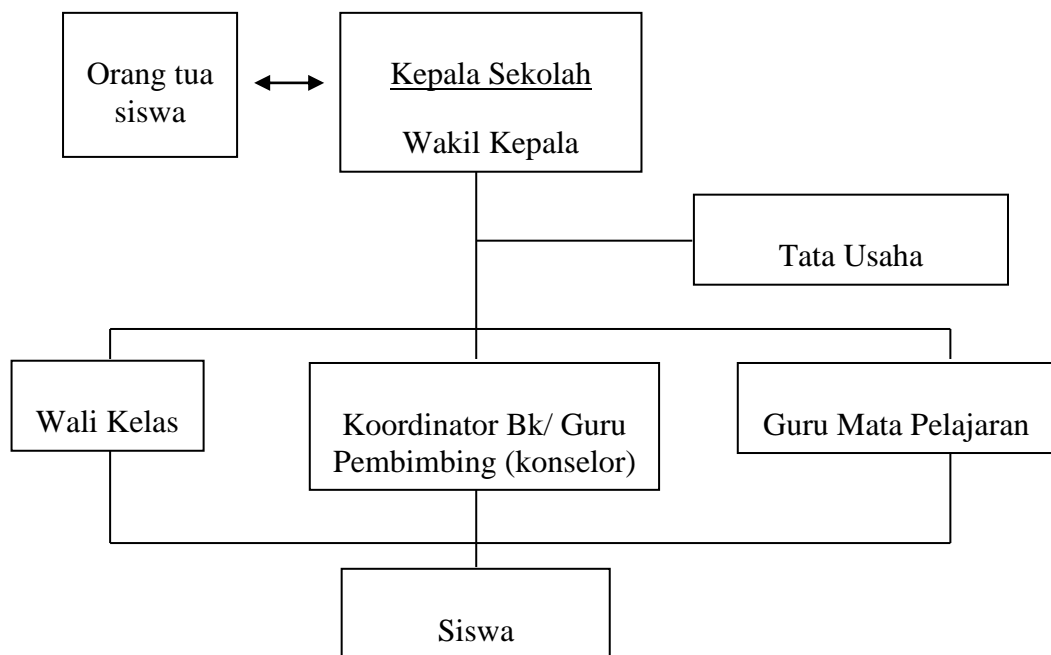 Orang tua
siswa
Kepala Sekolah
Wakil Kepala
Tata Usaha
Wali Kelas
Koordinator Bk/ Guru
Pembimbing (konselor)
Guru Mata Pelajaran
Siswa